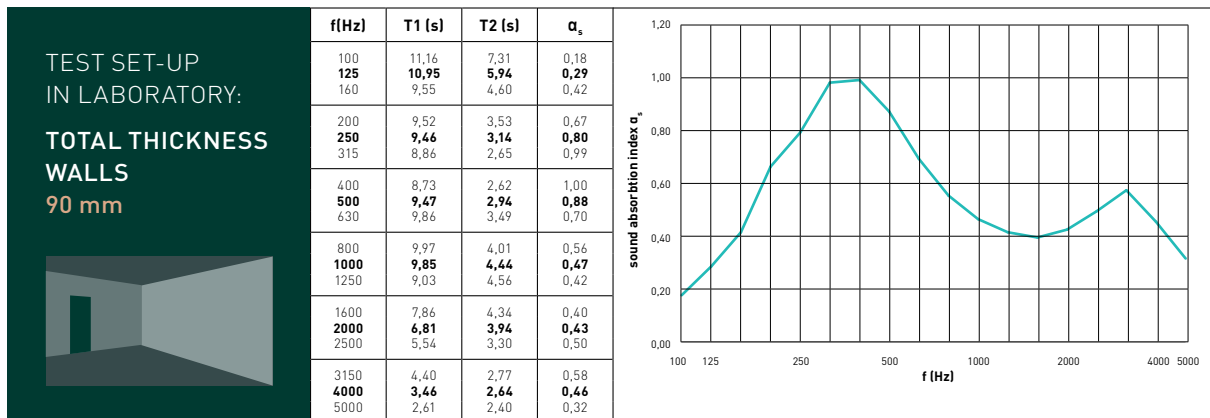 TEST SET-UP
IN LABORATORY:
TOTAL THICKNESS
WALLS
90 mm
f(Hz) T1 (s) T2 (s) αs
100 11,16 7,31 0,18
125 10,95 5,94 0,29
160 9,55 4,60 0,42
200 9,52 3,53 0,67
250 9,46 3,14 0,80
315 8,86 2,65 0,99
400 8,73 2,62 1,00
500 9,47 2,94 0,88
630 9,86 3,49 0,70
800 9,97 4,01 0,56
1000 9,85 4,44 0,47
1250 9,03 4,56 0,42
1600 7,86 4,34 0,40
2000 6,81 3,94 0,43
2500 5,54 3,30 0,50
3150 4,40 2,77 0,58
4000 3,46 2,64 0,46
5000 2,61 2,40 0,32
sound absorbtion index αs
1,20
1,00
0,80
0,60
0,40
0,20
0,00
100 125 250 500 1000 2000 4000 5000
f (Hz)